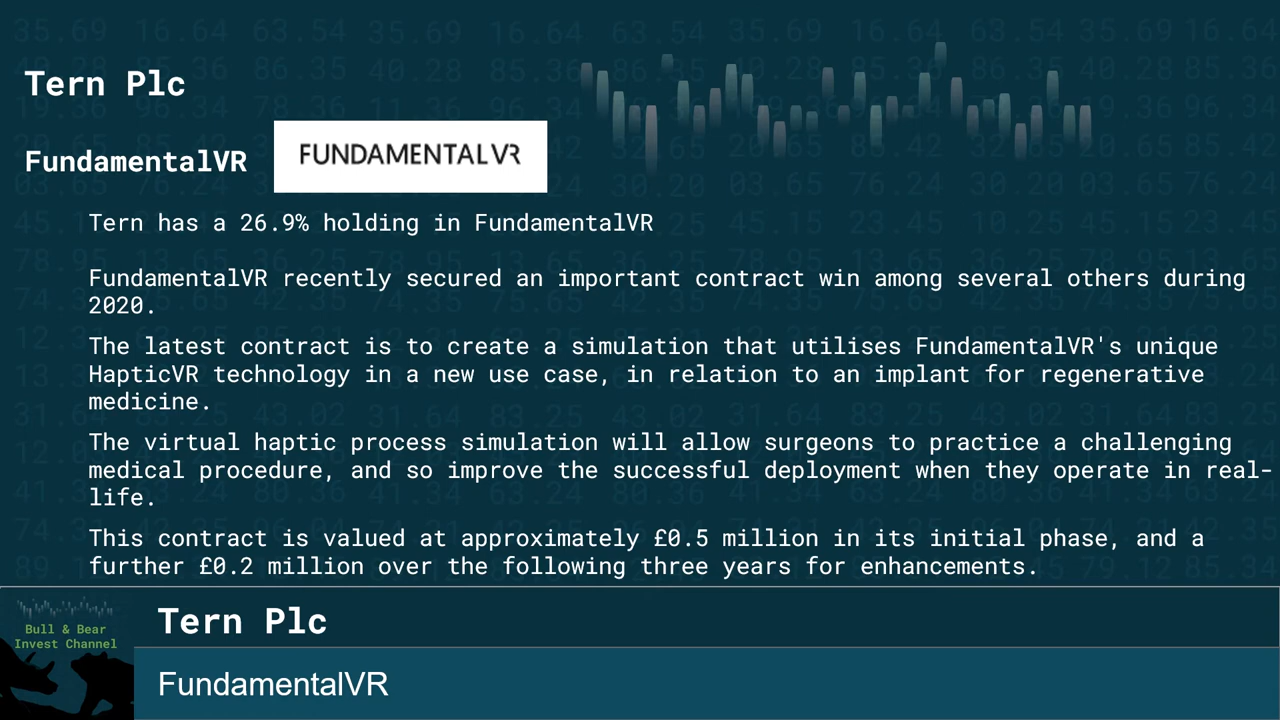 Tern Plc
FundamentalVR
FUNDAMENTALVR
Tern has a 26.9% holding in FundamentalVR
FundamentalVR recently secured an important contract win among several others during
2020.
The latest contract is to create a simulation that utilises FundamentalVR's unique
HapticVR technology in a new use case, in relation to an implant for regenerative
medicine.
The virtual haptic process simulation will allow surgeons to practice a challenging
medical procedure, and so improve the successful deployment when they operate in real-
life.
This contract is valued at approximately £0.5 million in its initial phase, and a
further £0.2 million over the following three years for enhancements.
Bull & Bear
Invest Channel
Tern Plc
FundamentalVR